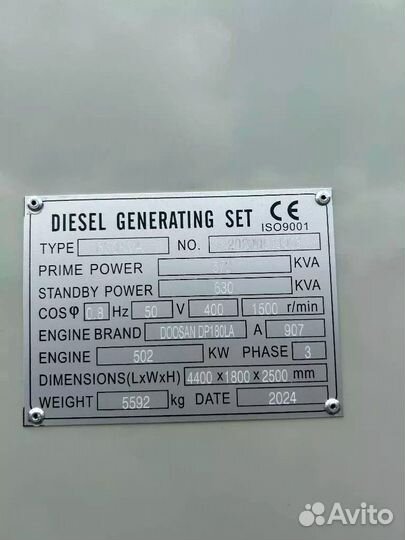 DIESEL GENERATING SET CE
ISO9001
TYPE NO.
PRIME POWER KVA
STANDBY POWER 630 KVA
COSφ 0.8 Hz 50 V 400 1500 r/min
ENGINE BRAND DOOSAN DP180LA A 907
ENGINE 502 KW PHASE 3
DIMENSIONS(LxWxH) 4400×1800×2500 mm
WEIGHT 5592 kg DATE 2024
Avito